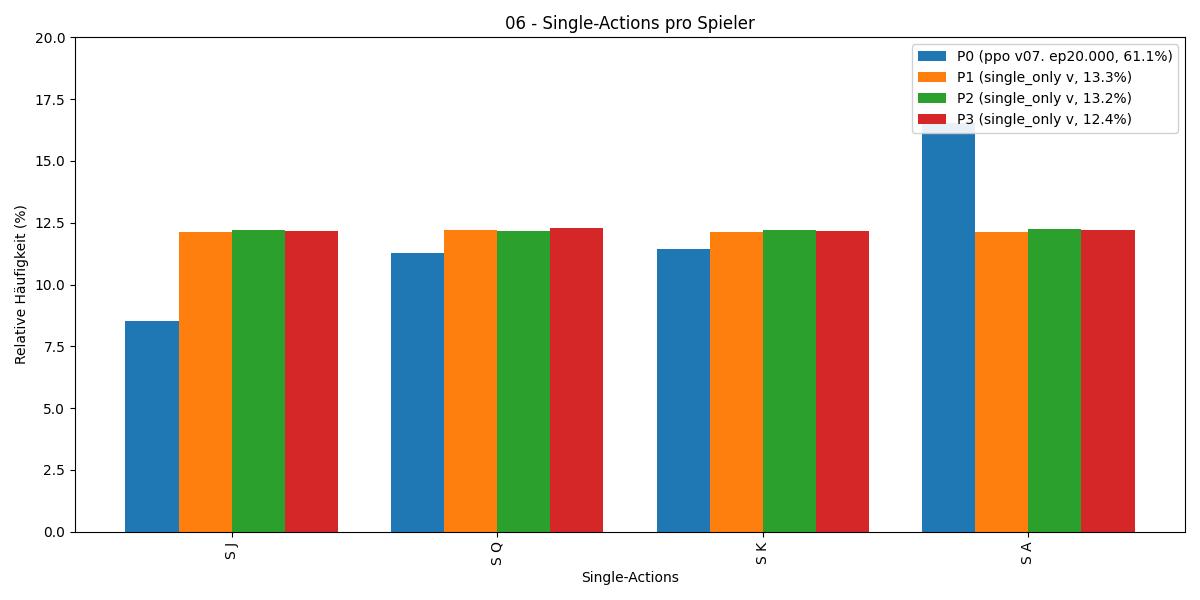 06 - Single-Actions pro Spieler
20.0
17.5
15.0
12.5
10.0
7.5
5.0
2.5
0.0
Relative Häufigkeit (%)
P0 (ppo v07. ep20.000, 61.1%)
P1 (single_only v, 13.3%)
P2 (single_only v, 13.2%)
P3 (single_only v, 12.4%)
S J
S Q
S K
S A
Single-Actions